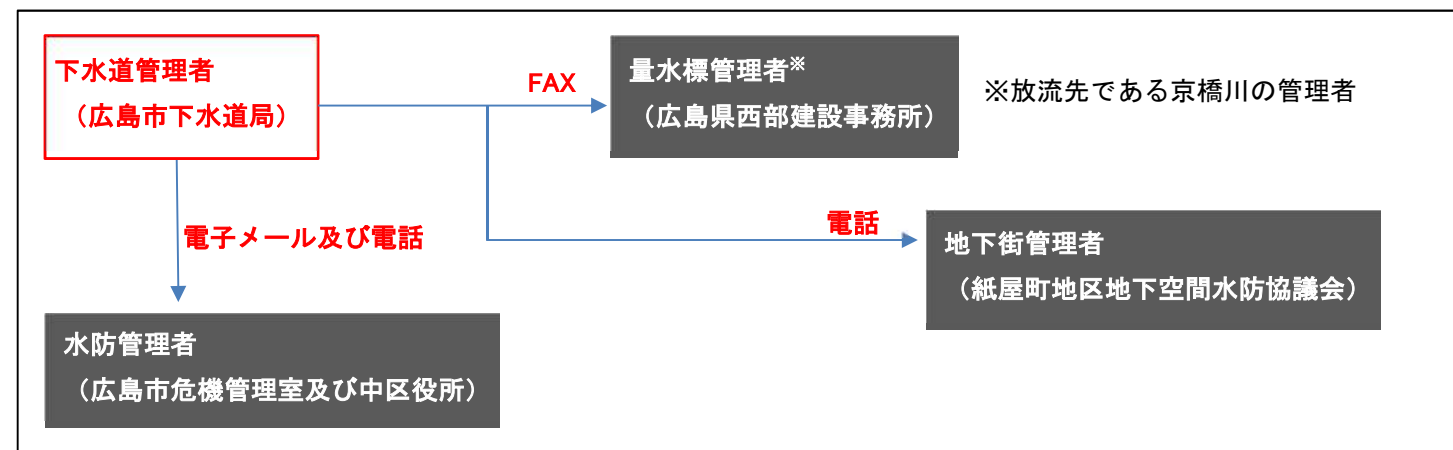 下水道管理者
（広島市下水道局）
FAX
量水標管理者※
（広島県西部建設事務所）
※放流先である京橋川の管理者
電子メール及び電話
電話
地下街管理者
（紙屋町地区地下空間水防協議会）
水防管理者
（広島市危機管理室及び中区役所）